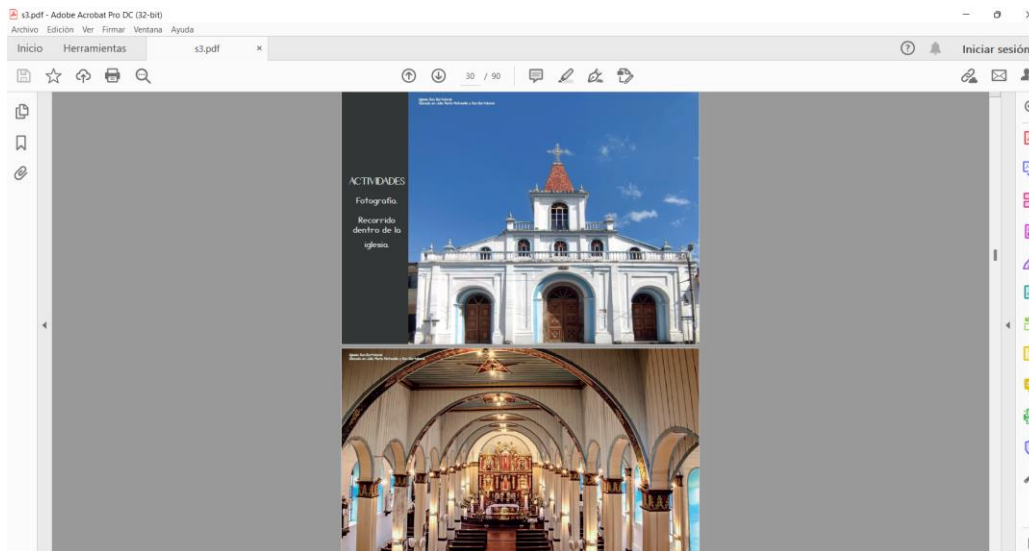 s3.pdf - Adobe Acrobat Pro DC (32-bit)
Archivo Edición Ver Firmar Ventana Ayuda
Inicio Herramientas s3.pdf × Iniciar sesión
30 / 90
ACTIVIDADES
Fotografía.
Recorrido
dentro de la
iglesia.